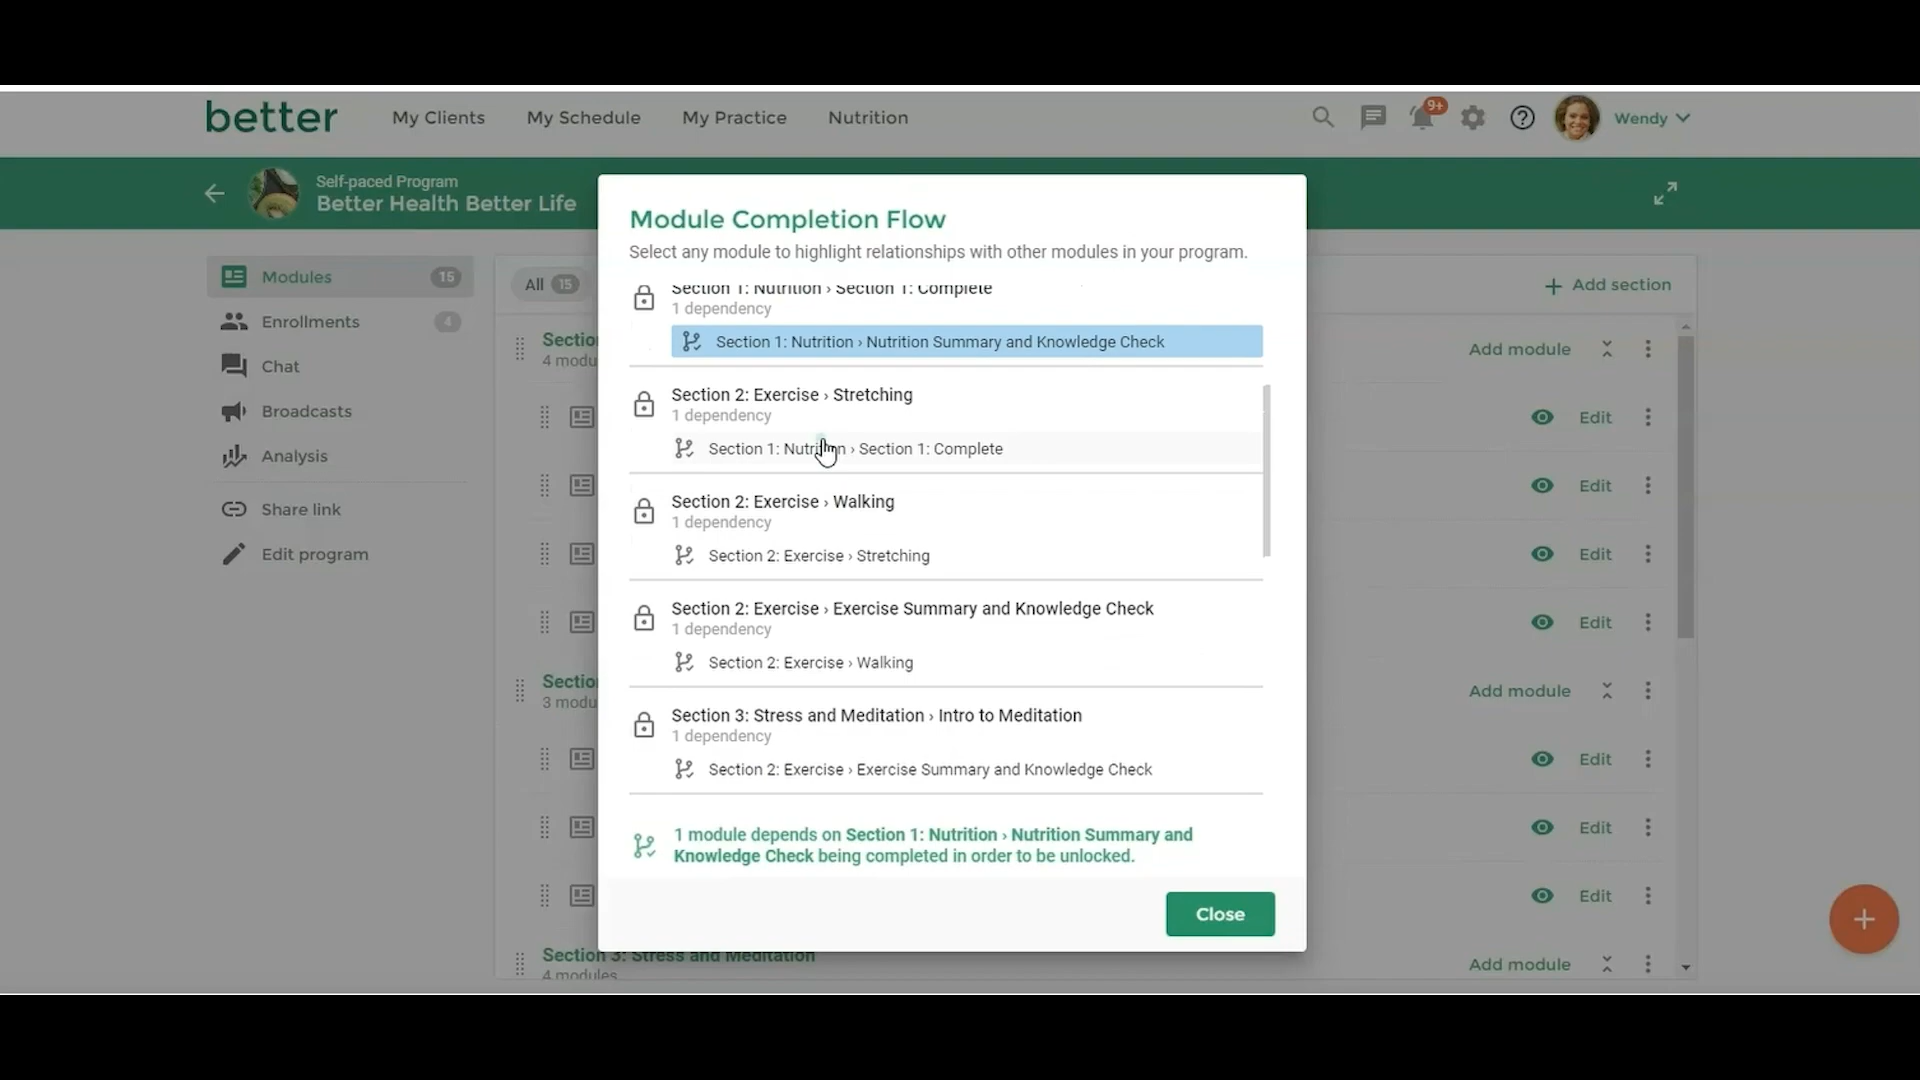 better
My Clients
My Schedule
My Practice
Nutrition
9+
Wendy
Self-paced Program
Better Health Better Life
Modules 15
Enrollments 4
Chat
Broadcasts
Analysis
Share link
Edit program
All 15
Add section
Sectio
4 modu
Add module
Edit
Edit
Edit
Edit
Sectio
3 modu
Add module
Edit
Edit
Edit
Section 3: Stress and Meditation
4 modules
Add module
Module Completion Flow
Select any module to highlight relationships with other modules in your program.
Section 1: Nutrition › Section 1: Complete
1 dependency
Section 1: Nutrition › Nutrition Summary and Knowledge Check
Section 2: Exercise › Stretching
1 dependency
Section 1: Nutrition › Section 1: Complete
Section 2: Exercise › Walking
1 dependency
Section 2: Exercise › Stretching
Section 2: Exercise › Exercise Summary and Knowledge Check
1 dependency
Section 2: Exercise › Walking
Section 3: Stress and Meditation › Intro to Meditation
1 dependency
Section 2: Exercise › Exercise Summary and Knowledge Check
1 module depends on Section 1: Nutrition › Nutrition Summary and
Knowledge Check being completed in order to be unlocked.
Close